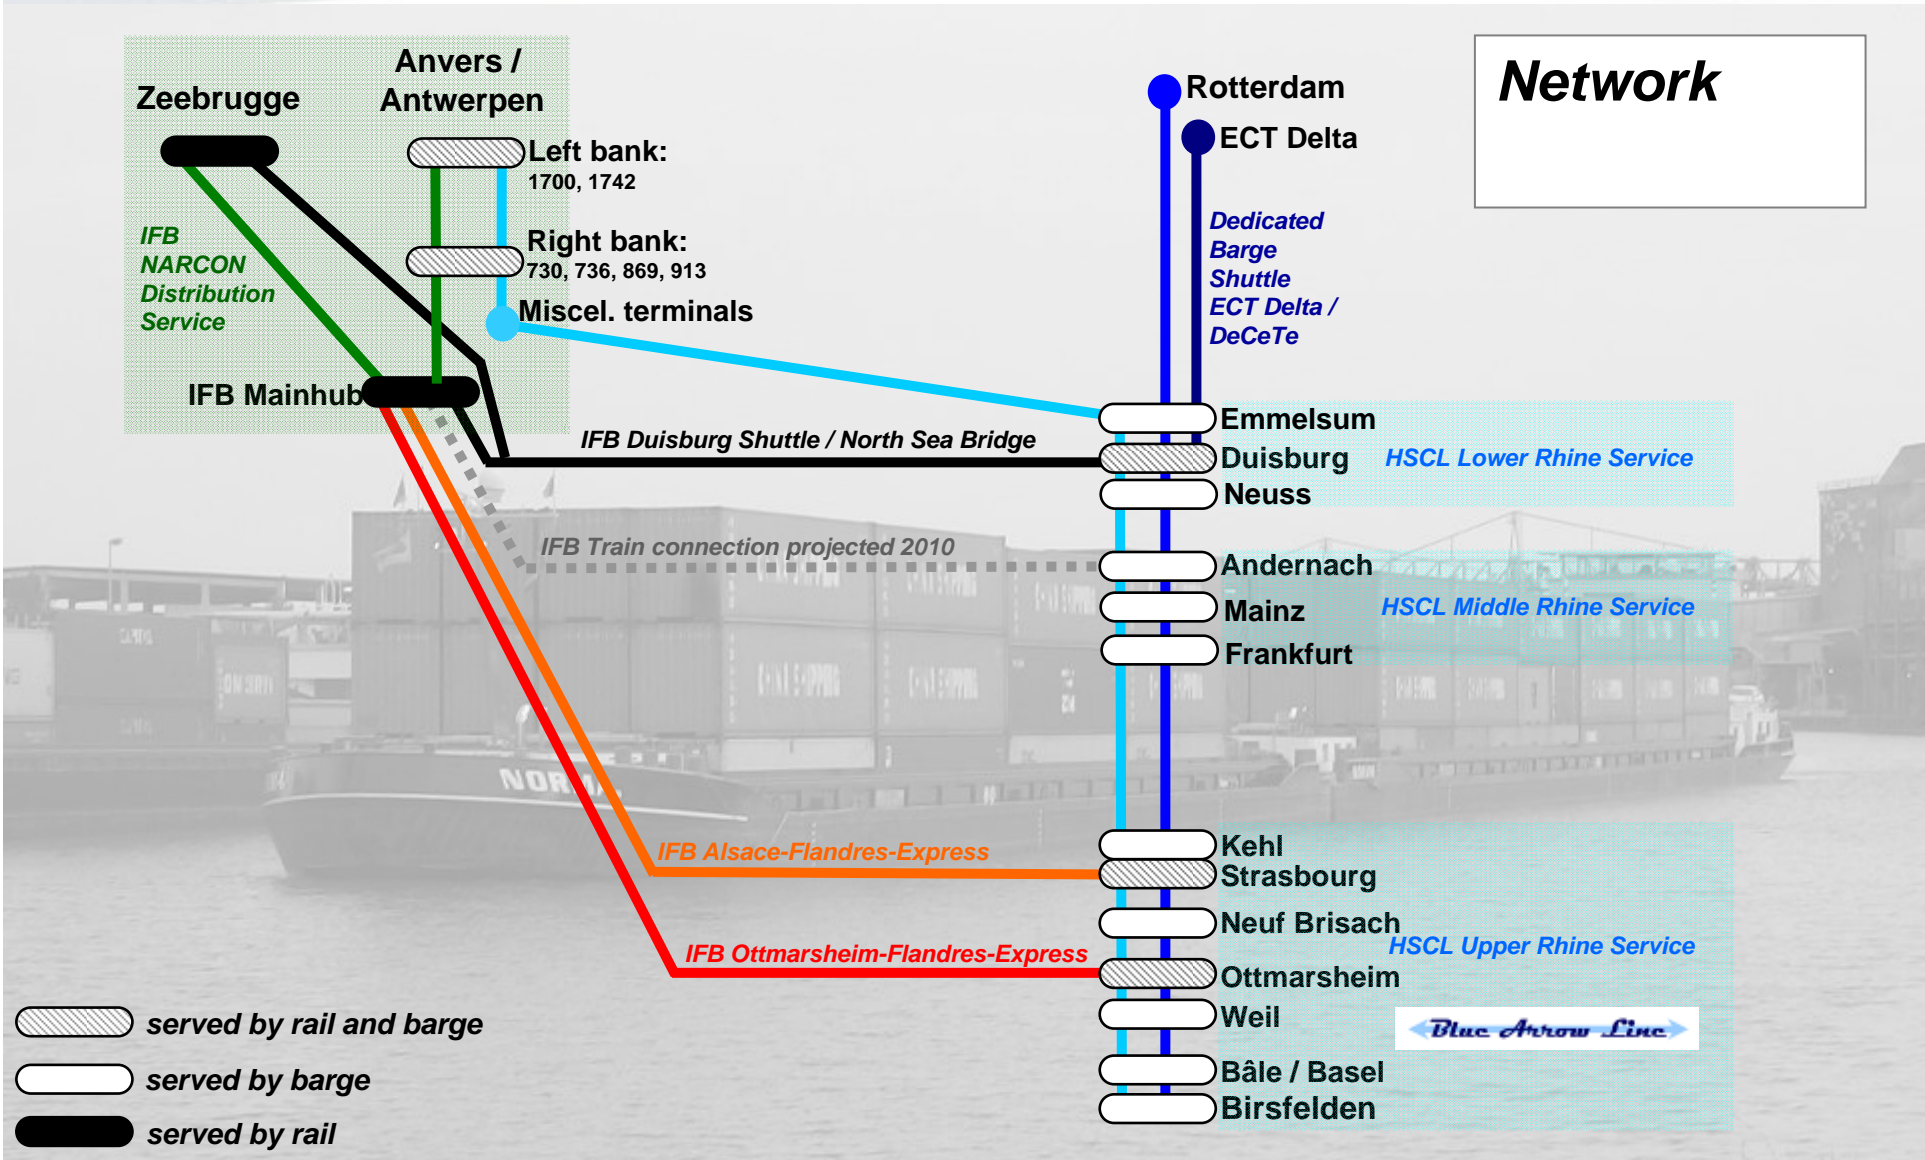 Network
Anvers /
Antwerpen
Zeebrugge
Left bank:
1700, 1742
Right bank:
730, 736, 869, 913
Miscel. terminals
IFB
NARCON
Distribution
Service
IFB Mainhub
Rotterdam
ECT Delta
Dedicated
Barge
Shuttle
ECT Delta /
DeCeTe
IFB Duisburg Shuttle / North Sea Bridge
IFB Train connection projected 2010
IFB Alsace-Flandres-Express
IFB Ottmarsheim-Flandres-Express
Emmelsum
Duisburg
Neuss
HSCL Lower Rhine Service
Andernach
Mainz
Frankfurt
HSCL Middle Rhine Service
Kehl
Strasbourg
Neuf Brisach
HSCL Upper Rhine Service
Ottmarsheim
Weil
Blue Arrow Line
Bâle / Basel
Birsfelden
served by rail and barge
served by barge
served by rail